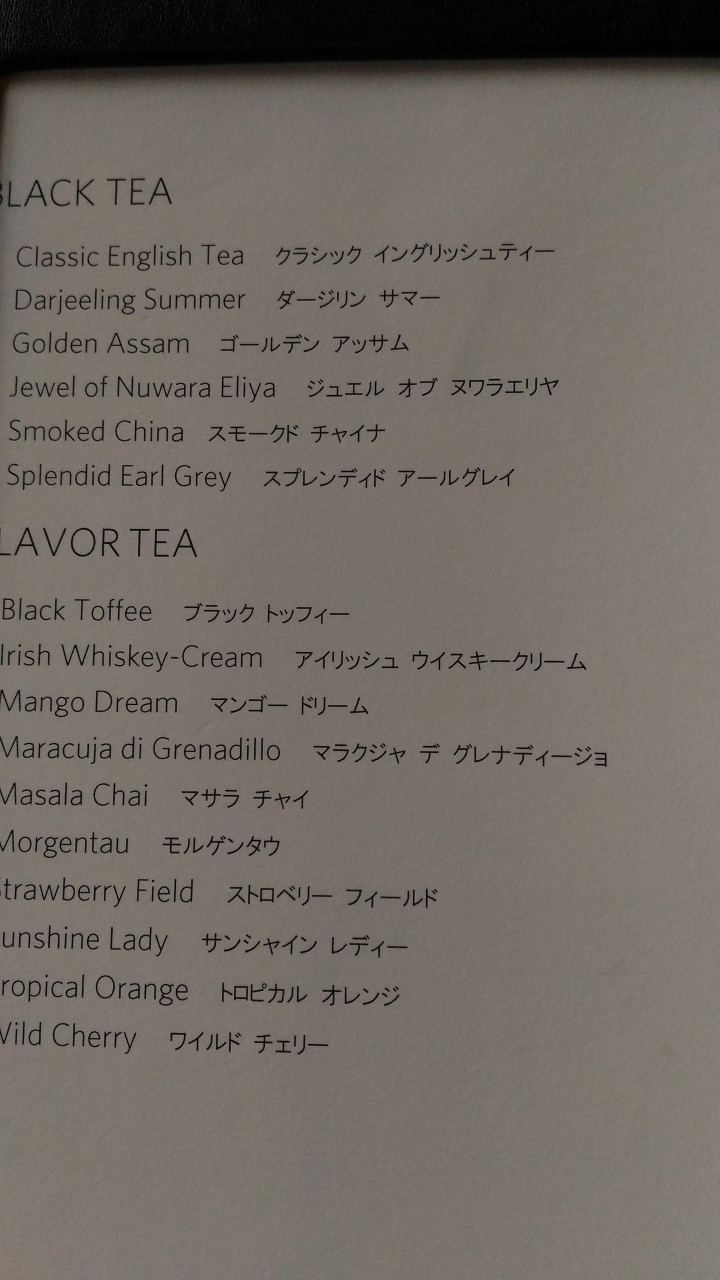 BLACK TEA
Classic English Tea クラシック イングリッシュティー
Darjeeling Summer ダージリン サマー
Golden Assam ゴールデン アッサム
Jewel of Nuwara Eliya ジュエル オブ ヌワラエリヤ
Smoked China スモークド チャイナ
Splendid Earl Grey スプレンディド アールグレイ
LAVOR TEA
Black Toffee ブラック トッフィー
Irish Whiskey-Cream アイリッシュ ウイスキークリーム
Mango Dream マンゴー ドリーム
Maracuja di Grenadillo マラクジャ デ グレナディージョ
Masala Chai マサラ チャイ
Morgentau モルゲンタウ
Strawberry Field ストロベリー フィールド
unshine Lady サンシャイン レディー
ropical Orange トロピカル オレンジ
Wild Cherry ワイルド チェリー